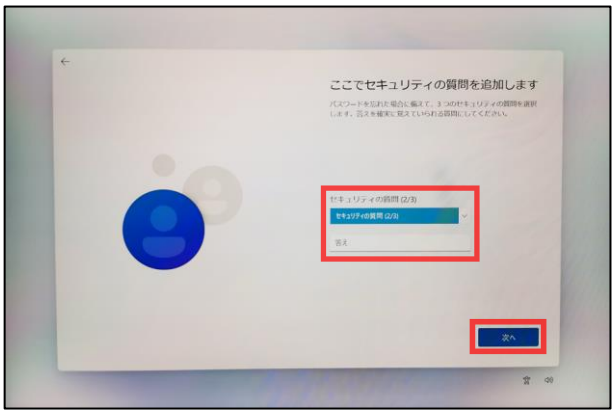 ここでセキュリティの質問を追加します
パスワードを忘れた場合に備えて、3 つのセキュリティの質問を選択
します。答えを確実に覚えていられる質問にしてください。
セキュリティの質問 (2/3)
セキュリティの質問 (2/3)
答え
次へ